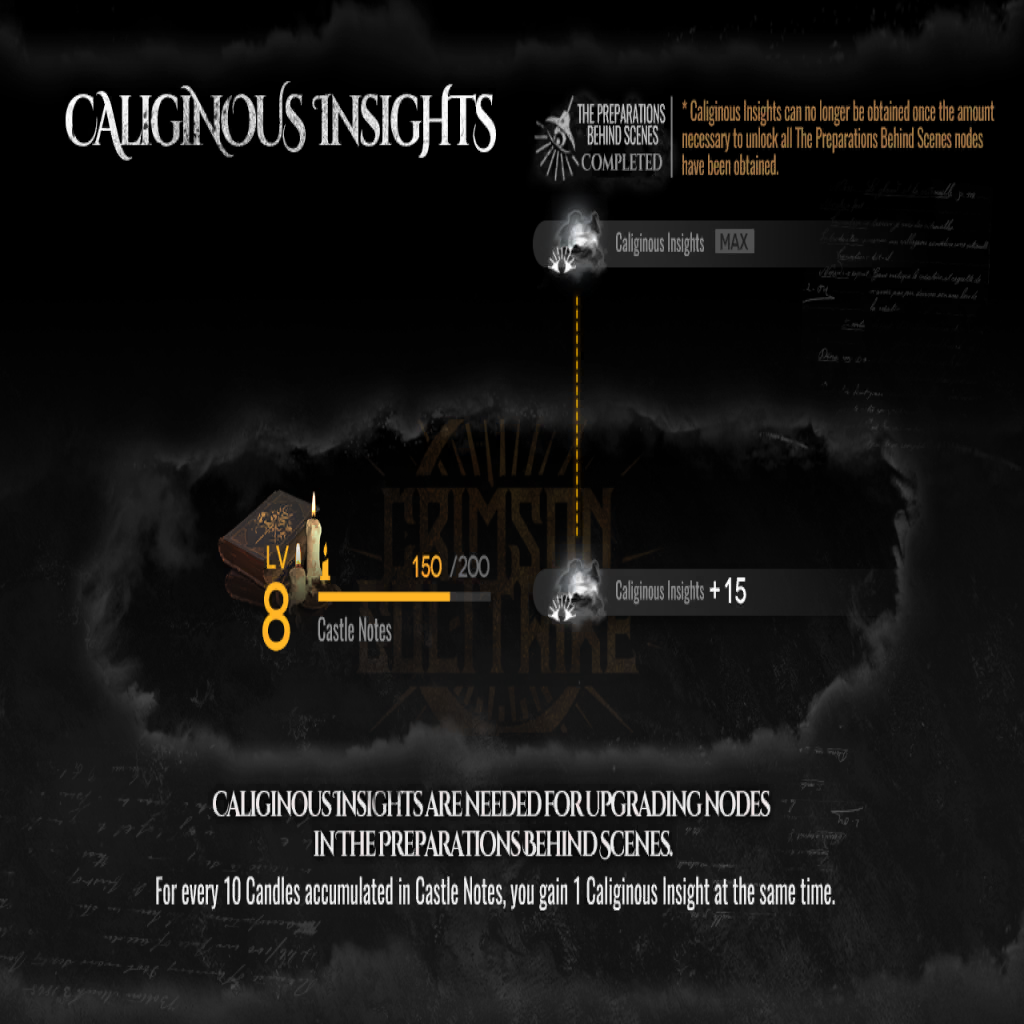 CALIGINOUS INSIGHTS
THE PREPARATIONS
BEHIND SCENES
COMPLETED
* Caliginous Insights can no longer be obtained once the amount
necessary to unlock all The Preparations Behind Scenes nodes
have been obtained.
Caliginous Insights MAX
CRIMSON
SOLITAIRE
LV
8
150 /200
Castle Notes
Caliginous Insights +15
CALIGINOUS INSIGHTS ARE NEEDED FOR UPGRADING NODES
IN THE PREPARATIONS BEHIND SCENES.
For every 10 Candles accumulated in Castle Notes, you gain 1 Caliginous Insight at the same time.